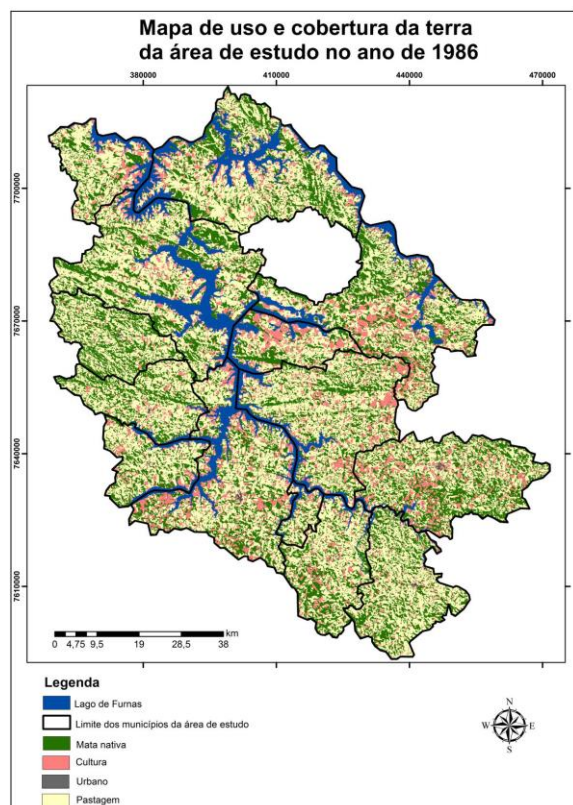 Mapa de uso e cobertura da terra
da área de estudo no ano de 1986
380000 410000 440000 470000
7700000
7670000
7640000
7610000
km
0 4,75 9,5 19 28,5 38
Legenda
Lago de Furnas
Limite dos municípios da área de estudo
Mata nativa
Cultura
Urbano
Pastagem
N
W E
S